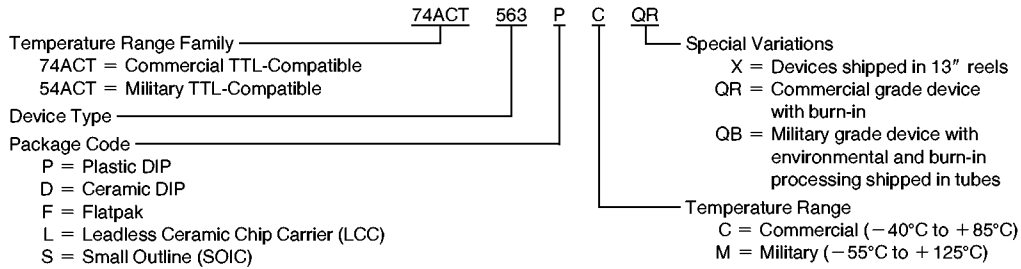 74ACT 563 P C QR
Temperature Range Family
74ACT = Commercial TTL-Compatible
54ACT = Military TTL-Compatible
Device Type
Package Code
P = Plastic DIP
D = Ceramic DIP
F = Flatpak
L = Leadless Ceramic Chip Carrier (LCC)
S = Small Outline (SOIC)
Special Variations
X = Devices shipped in 13″ reels
QR = Commercial grade device
with burn-in
QB = Military grade device with
environmental and burn-in
processing shipped in tubes
Temperature Range
C = Commercial (−40°C to +85°C)
M = Military (−55°C to +125°C)